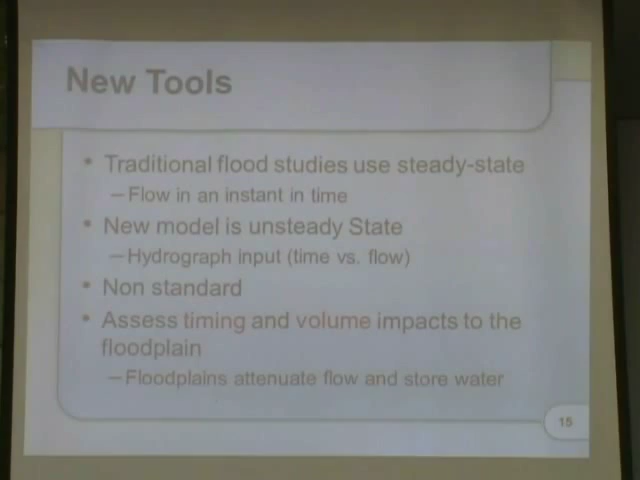 New Tools
• Traditional flood studies use steady-state
– Flow in an instant in time
• New model is unsteady State
– Hydrograph input (time vs. flow)
• Non standard
• Assess timing and volume impacts to the
floodplain
– Floodplains attenuate flow and store water
15